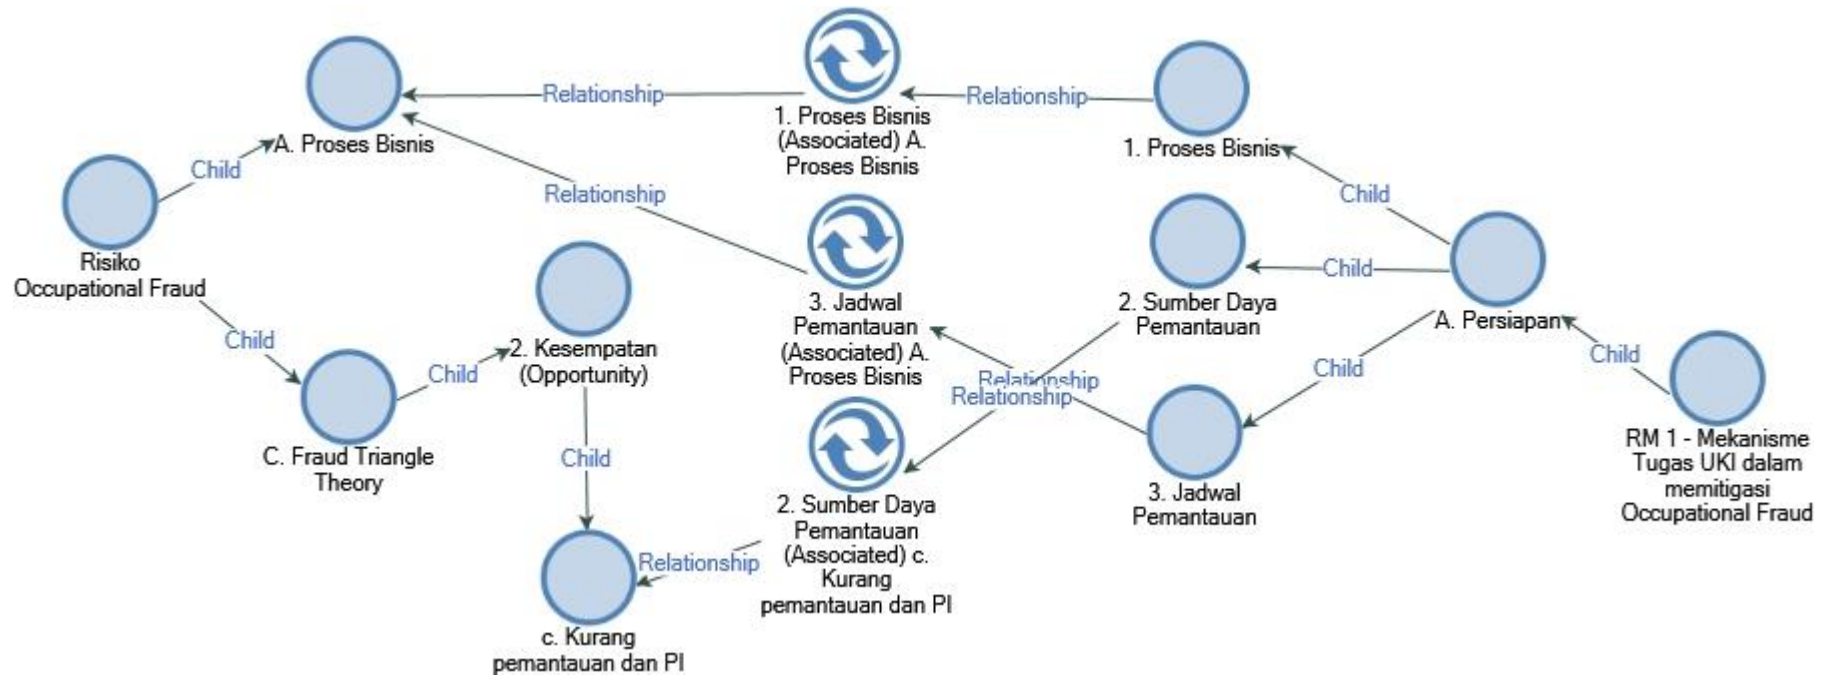 Relationship
Relationship
1. Proses Bisnis
(Associated) A.
Proses Bisnis
A. Proses Bisnis
1. Proses Bisnis
Child
Relationship
Child
Risiko
Occupational Fraud
Child
2. Sumber Daya
Pemantauan
3. Jadwal
Pemantauan
(Associated) A.
Proses Bisnis
A. Persiapan
Child
2. Kesempatan
(Opportunity)
Child
Child
Child
Relationship
Relationship
C. Fraud Triangle
Theory
Child
3. Jadwal
Pemantauan
RM 1 - Mekanisme
Tugas UKI dalam
memitigasi
Occupational Fraud
2. Sumber Daya
Pemantauan
(Associated) c.
Kurang
pemantauan dan PI
Relationship
c. Kurang
pemantauan dan PI